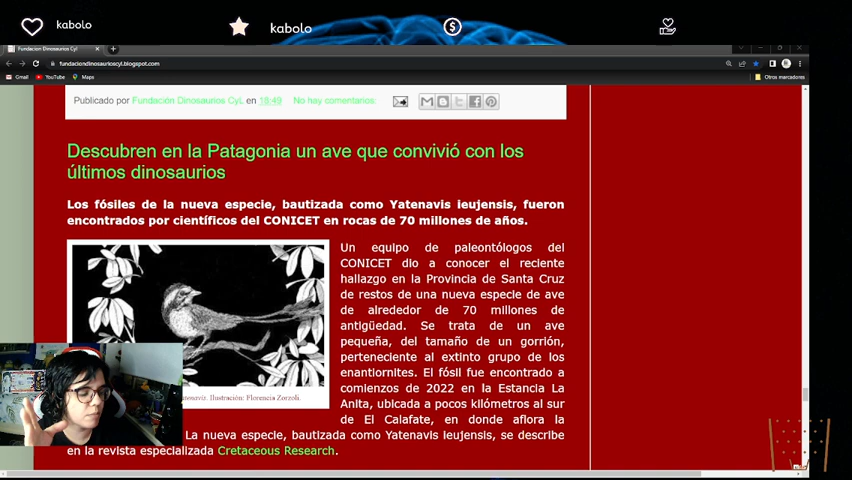 kabolo
kabolo
Fundacion Dinosaurios CyL
fundaciondinosaurioscyl.blogspot.com
Gmail
YouTube
Maps
Otros marcadores
Publicado por Fundación Dinosaurios CyL en 18:49 No hay comentarios:
Descubren en la Patagonia un ave que convivió con los
últimos dinosaurios
Los fósiles de la nueva especie, bautizada como Yatenavis ieujensis, fueron
encontrados por científicos del CONICET en rocas de 70 millones de años.
Un equipo de paleontólogos del
CONICET dio a conocer el reciente
hallazgo en la Provincia de Santa Cruz
de restos de una nueva especie de ave
de alrededor de 70 millones de
antigüedad. Se trata de un ave
pequeña, del tamaño de un gorrión,
perteneciente al extinto grupo de los
enantiornites. El fósil fue encontrado a
comienzos de 2022 en la Estancia La
Anita, ubicada a pocos kilómetros al sur
de El Calafate, en donde aflora la
Ilustración: Florencia Zorzoli.
La nueva especie, bautizada como Yatenavis ieujensis, se describe
en la revista especializada Cretaceous Research.